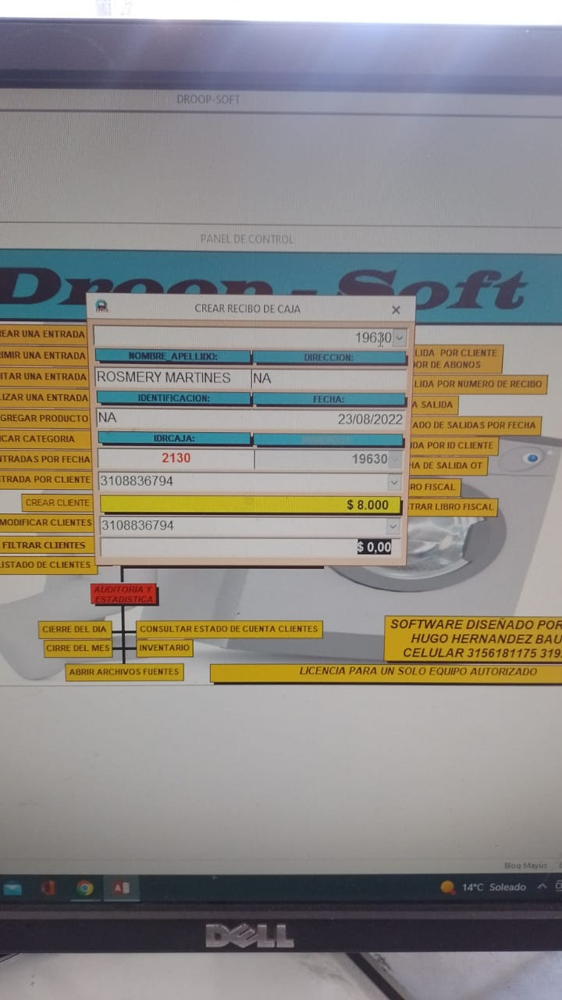 DROOP-SOFT
PANEL DE CONTROL
Droop - Soft
CREAR RECIBO DE CAJA
19630
NOMBRE_APELLIDO: DIRECCION:
ROSMERY MARTINES NA
IDENTIFICACION: FECHA:
NA 23/08/2022
IDRCAJA:
2130 19630
3108836794
$ 8.000
3108836794
$ 0,00
REAR UNA ENTRADA
IMIR UNA ENTRADA
ITAR UNA ENTRADA
LIZAR UNA ENTRADA
GREGAR PRODUCTO
ICAR CATEGORIA
NTRADAS POR FECHA
TRADA POR CLIENTE
CREAR CLIENTE
MODIFICAR CLIENTES
FILTRAR CLIENTES
LISTADO DE CLIENTES
LIDA POR CLIENTE
OR DE ABONOS
LIDA POR NUMERO DE RECIBO
A SALIDA
ADO DE SALIDAS POR FECHA
IDA POR ID CLIENTE
HA DE SALIDA OT
RO FISCAL
TRAR LIBRO FISCAL
AUDITORIA Y
ESTADISTICA
CIERRE DEL DIA CONSULTAR ESTADO DE CUENTA CLIENTES
CIRRE DEL MES INVENTARIO
ABRIR ARCHIVOS FUENTES
SOFTWARE DISEÑADO POR
HUGO HERNANDEZ BAU
CELULAR 3156181175 319
LICENCIA PARA UN SOLO EQUIPO AUTORIZADO
Bloq Mayús
14°C Soleado
DELL